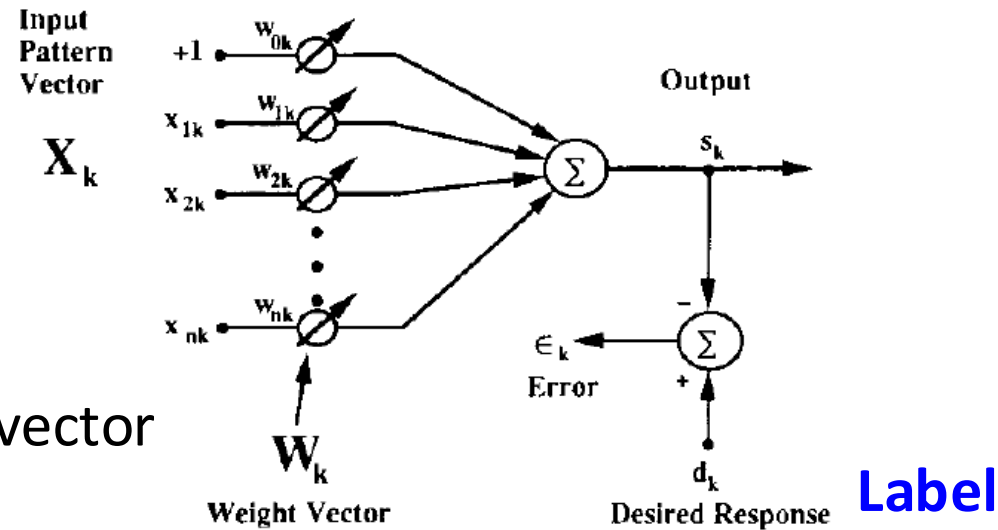 Input
Pattern
Vector
X_k
+1
w_0k
x_1k
w_1k
x_2k
w_2k
x_nk
w_nk
Σ
Output
s_k
−
Σ
+
∈_k
Error
vector
W_k
Weight Vector
d_k
Desired Response
Label